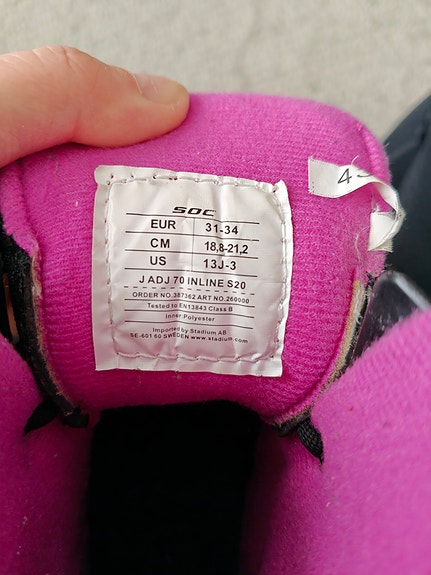 SOC
EUR 31-34
CM 18,8-21,2
US 13J-3
J ADJ 70 INLINE S20
ORDER NO.387362 ART NO.260000
Tested to EN13843 Class B
Inner Polyester
Imported by Stadium AB
SE-601 60 SWEDEN www.stadium.com
4-